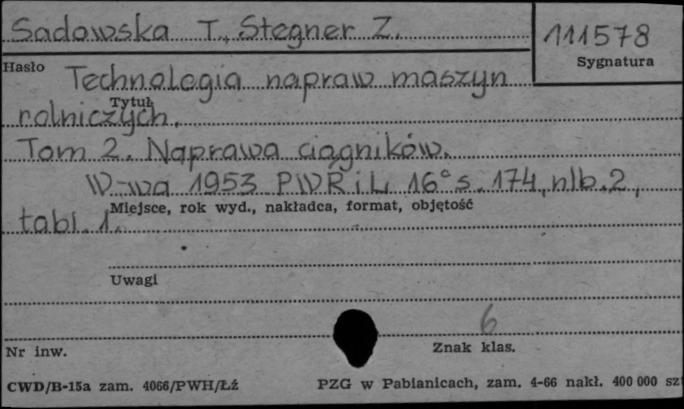 Sadowska T., Stegner Z.
111578
Hasło
Sygnatura
Technologia napraw maszyn
Tytuł
rolniczych.
Tom 2. Naprawa ciągników.
W-wa 1953 PWRiL 16° s. 174, nlb. 2,
Miejsce, rok wyd., nakładca, format, objętość
tabl. 1.
Uwagi
6
Nr inw.
Znak klas.
CWD/B-15a zam. 4066/PWH/Łź
PZG w Pabianicach, zam. 4-66 nakł. 400 000 szt